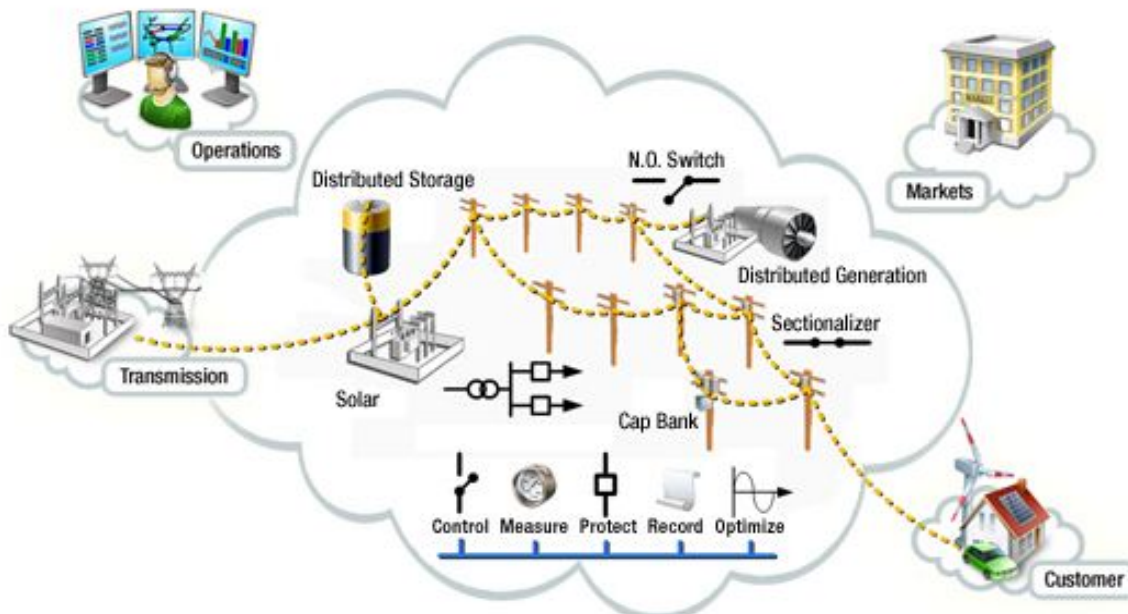 Operations
Markets
N.O. Switch
Distributed Storage
Distributed Generation
Sectionalizer
Transmission
Solar
Cap Bank
Control
Measure
Protect
Record
Optimize
Customer